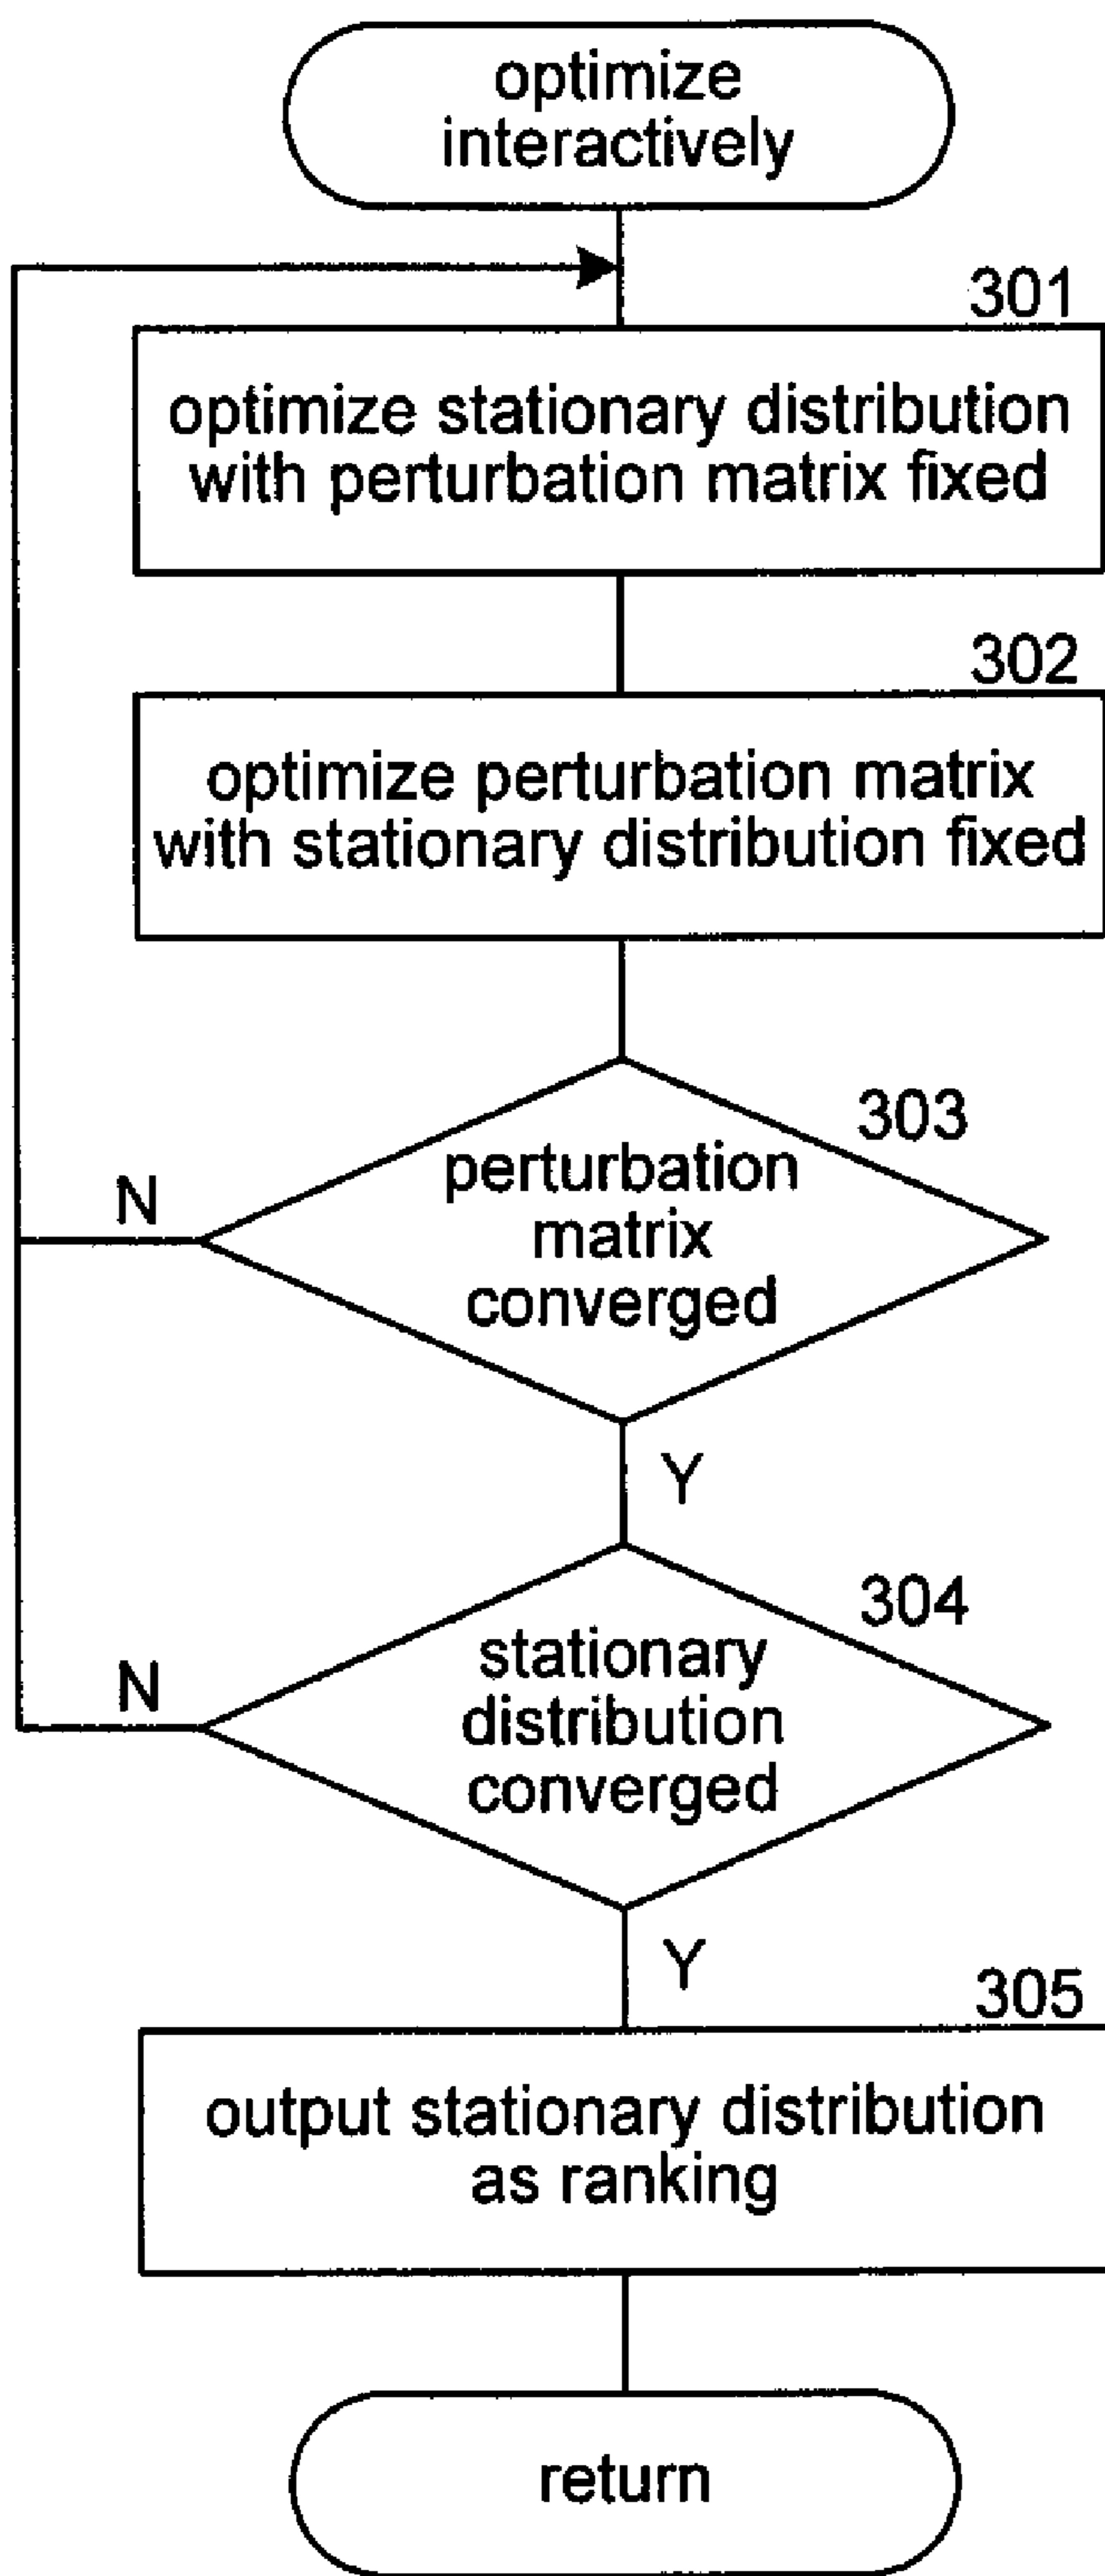 optimize
interactively
301
optimize stationary distribution
with perturbation matrix fixed
302
optimize perturbation matrix
with stationary distribution fixed
303
perturbation
matrix
converged
N
Y
304
stationary
distribution
converged
N
Y
305
output stationary distribution
as ranking
return